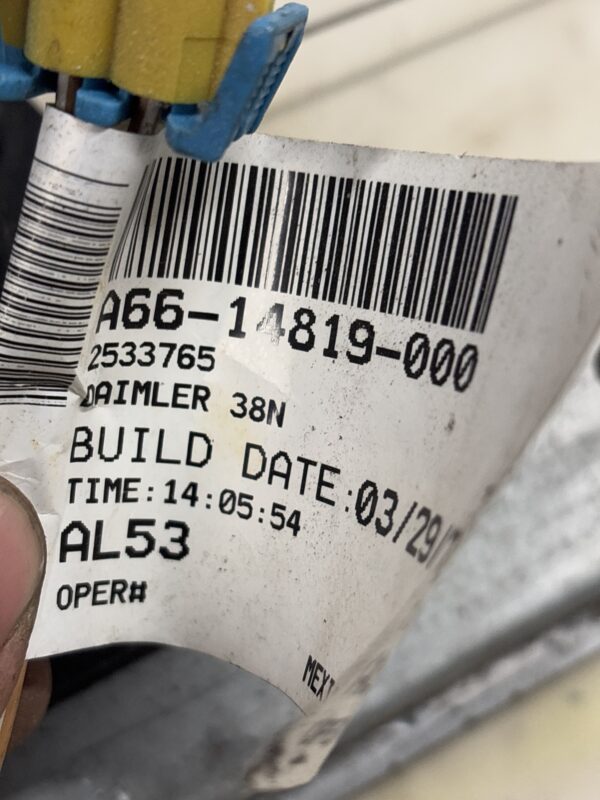 A66-14819-000
2533765
DAIMLER 38N
BUILD DATE:03/29/
TIME:14:05:54
AL53
OPER#